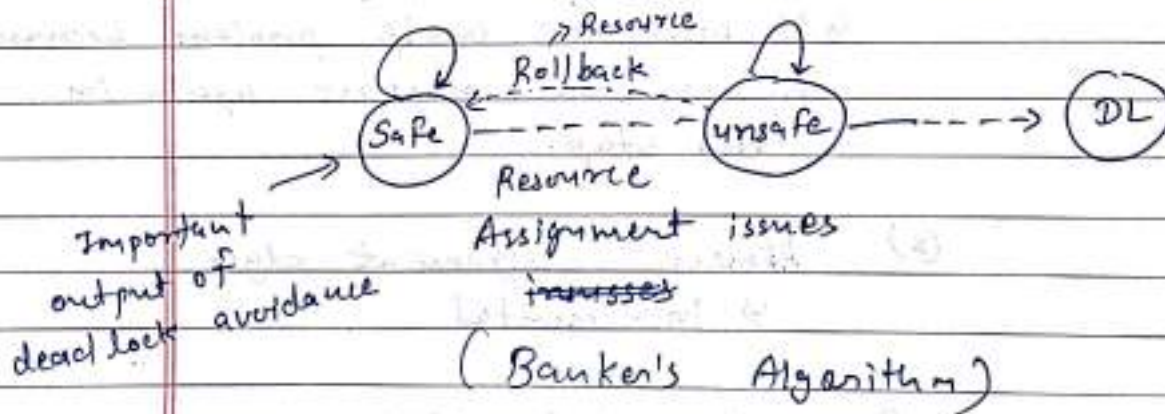 Resource
Rollback
Safe
unsafe
DL
Resource
Assignment issues
Important
output of
dead lock avoidance
(Banker's Algorithm)